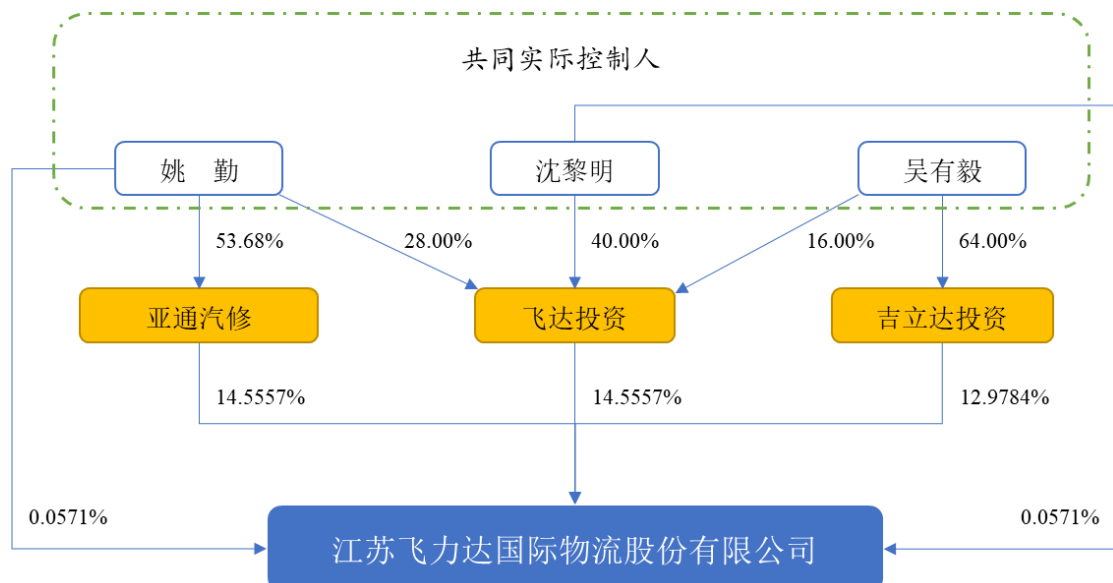 共同实际控制人
姚 勤
沈黎明
吴有毅
53.68%
28.00%
40.00%
16.00%
64.00%
亚通汽修
飞达投资
吉立达投资
14.5557%
14.5557%
12.9784%
0.0571%
0.0571%
江苏飞力达国际物流股份有限公司